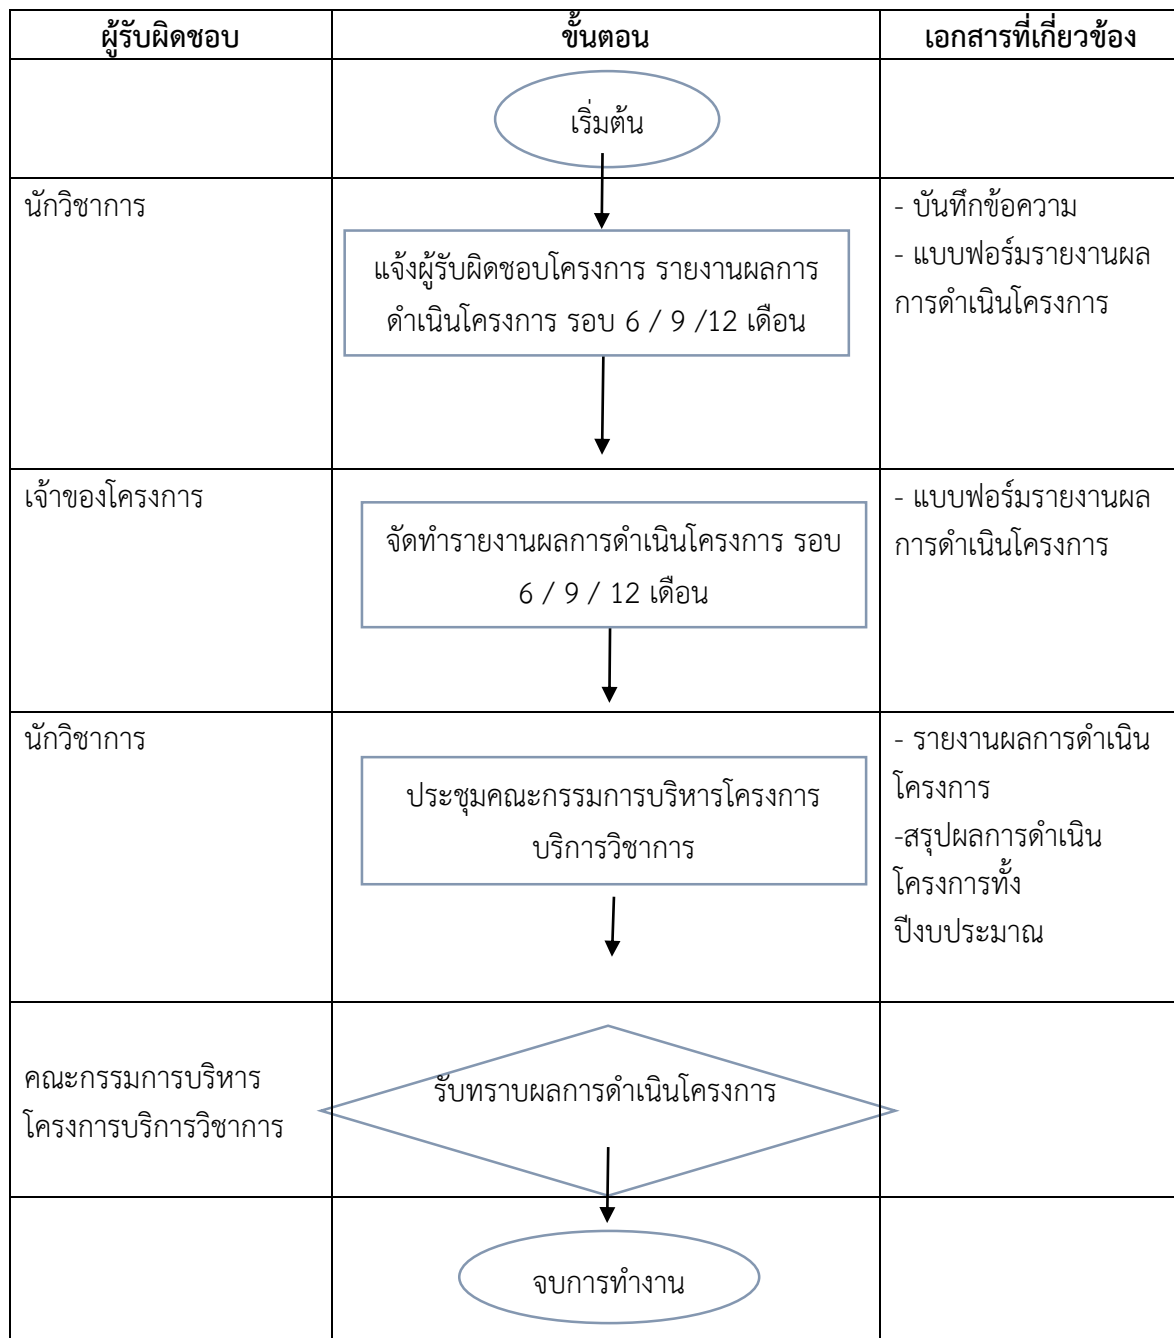 ผู้รับผิดชอบ
ขั้นตอน
เอกสารที่เกี่ยวข้อง
เริ่มต้น
นักวิชาการ
แจ้งผู้รับผิดชอบโครงการ รายงานผลการ
ดำเนินโครงการ รอบ 6 / 9 /12 เดือน
- บันทึกข้อความ
- แบบฟอร์มรายงานผล
การดำเนินโครงการ
เจ้าของโครงการ
จัดทำรายงานผลการดำเนินโครงการ รอบ
6 / 9 / 12 เดือน
- แบบฟอร์มรายงานผล
การดำเนินโครงการ
นักวิชาการ
ประชุมคณะกรรมการบริหารโครงการ
บริการวิชาการ
- รายงานผลการดำเนิน
โครงการ
-สรุปผลการดำเนิน
โครงการทั้ง
ปีงบประมาณ
คณะกรรมการบริหาร
โครงการบริการวิชาการ
รับทราบผลการดำเนินโครงการ
จบการทำงาน